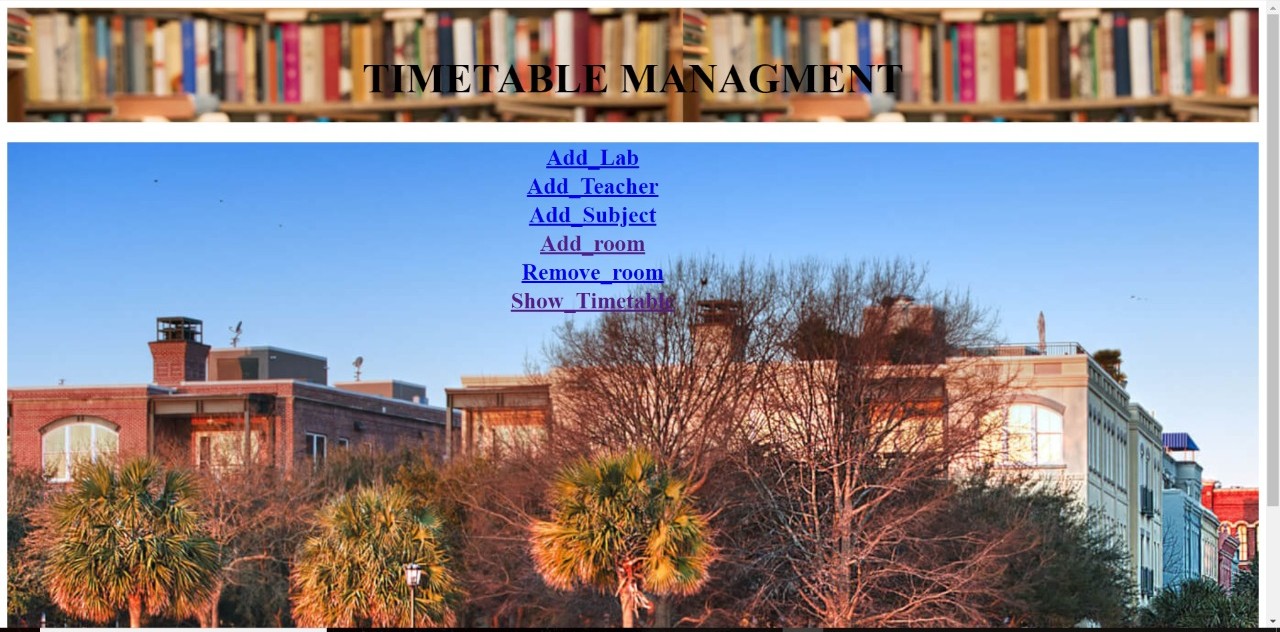 TIMETABLE MANAGMENT
Add_Lab
Add_Teacher
Add_Subject
Add_room
Remove_room
Show_Timetable